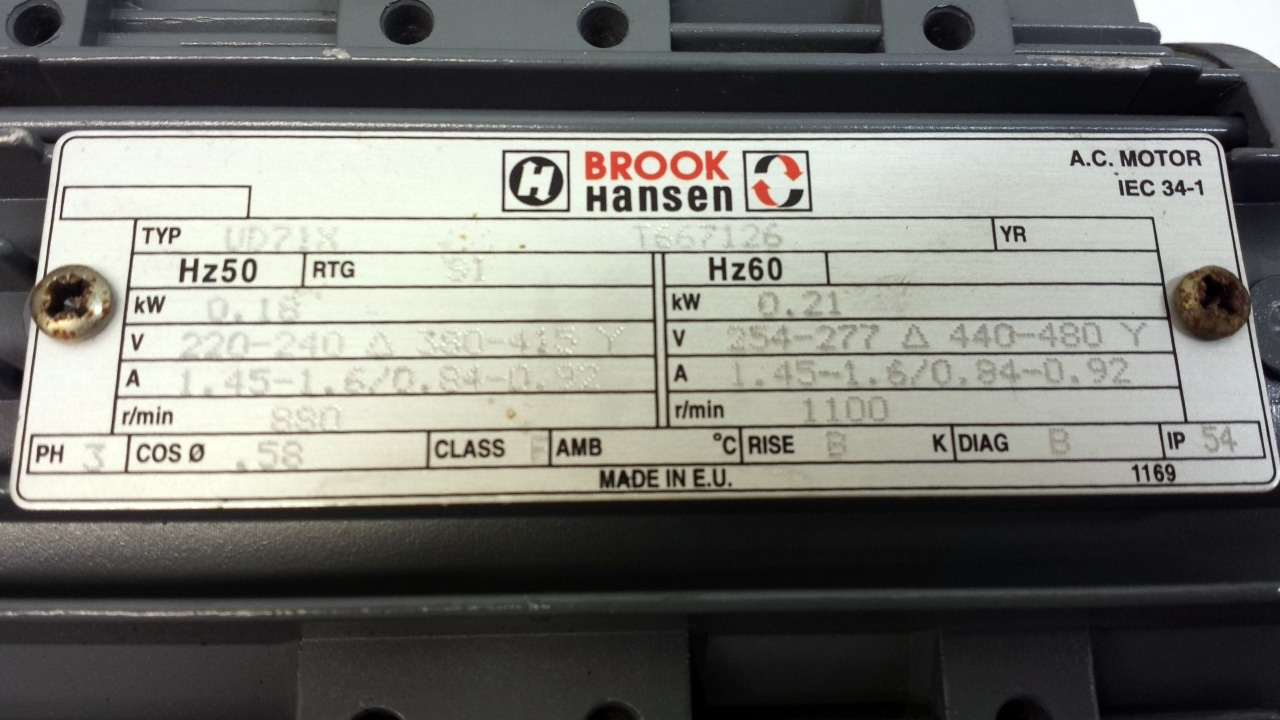 BROOK
Hansen
A.C. MOTOR
IEC 34-1
TYP UD71X T667126 YR
Hz50 RTG S1 Hz60
kW 0.18 kW 0.21
V 220-240 Δ 380-415 Y V 254-277 Δ 440-480 Y
A 1.45-1.6/0.84-0.92 A 1.45-1.6/0.84-0.92
r/min 880 r/min 1100
PH 3 COS Ø .58 CLASS F AMB °C RISE B K DIAG B IP 54
MADE IN E.U. 1169